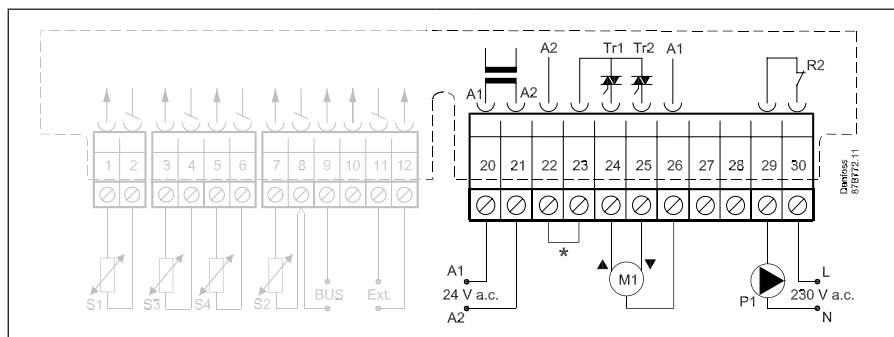 A2 Tr1 Tr2 A1
R2
A1 A2
1 2 3 4 5 6 7 8 9 10 11 12 20 21 22 23 24 25 26 27 28 29 30
Danfoss
87B772.11
*
S1 S3 S4 S2 BUS Ext.
A1
24 V a.c.
A2
M1
P1
L
230 V a.c.
N